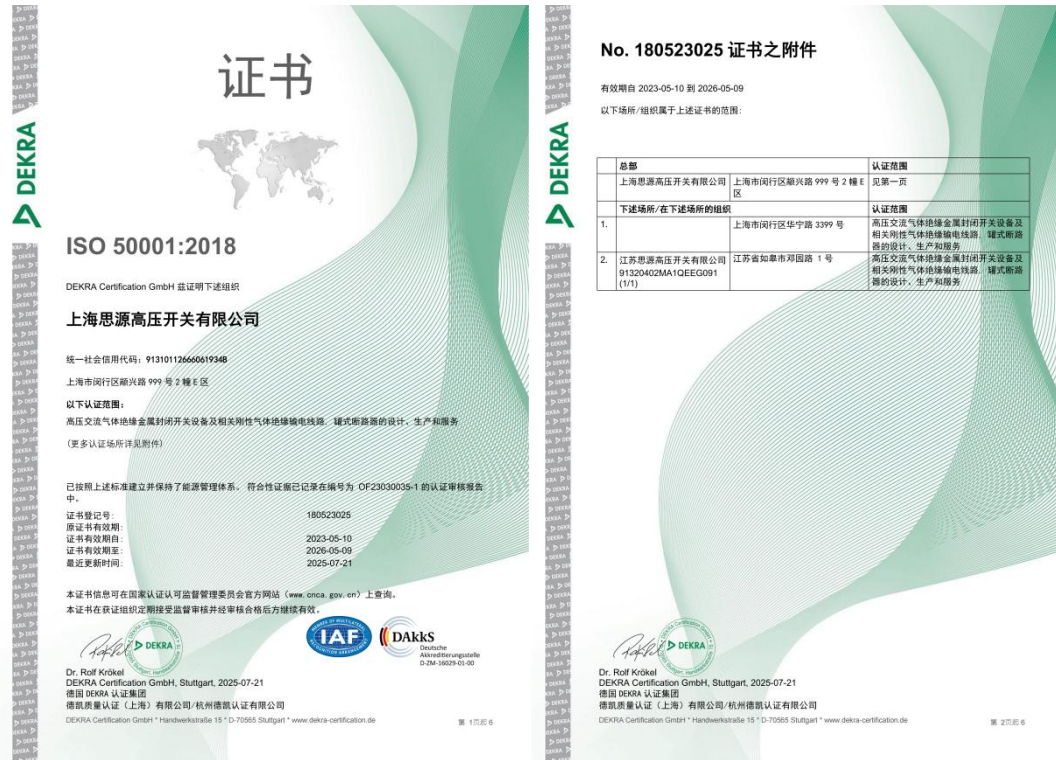 DEKRA
证书
ISO 50001:2018
DEKRA Certification GmbH 兹证明下述组织
上海思源高压开关有限公司
统一社会信用代码：91310112666061934B
上海市闵行区颛兴路 999 号 2 幢 E 区
以下认证范围：
高压交流气体绝缘金属封闭开关设备及相关刚性气体绝缘输电线路、罐式断路器的设计、生产和服务
(更多认证场所详见附件)
已按照上述标准建立并保持了能源管理体系。 符合性证据已记录在编号为 OF23030035-1 的认证审核报告
中。
证书登记号: 180523025
原证书有效期:
证书有效期自: 2023-05-10
证书有效期至: 2026-05-09
最近更新时间: 2025-07-21
本证书信息可在国家认证认可监督管理委员会官方网站（www.cnca.gov.cn）上查询。
本证书在获证组织定期接受监督审核并经审核合格后方继续有效。
DEKRA
IAF
DAkkS
Deutsche
Akkreditierungsstelle
D-ZM-16029-01-00
Dr. Rolf Krökel
DEKRA Certification GmbH, Stuttgart, 2025-07-21
德国 DEKRA 认证集团
德凯质量认证（上海）有限公司/杭州德凯认证有限公司
DEKRA Certification GmbH * Handwerkstraße 15 * D-70565 Stuttgart * www.dekra-certification.de
第 1页起 6
DEKRA
No. 180523025 证书之附件
有效期自 2023-05-10 到 2026-05-09
以下场所/组织属于上述证书的范围:
总部 认证范围
上海思源高压开关有限公司 上海市闵行区颛兴路 999 号 2 幢 E 见第一页
区
下述场所/在下述场所的组织 认证范围
1. 上海市闵行区华宁路 3399 号 高压交流气体绝缘金属封闭开关设备及
相关刚性气体绝缘输电线路、罐式断路
器的设计、生产和服务
2. 江苏思源高压开关有限公司 江苏省如皋市邓园路 1 号 高压交流气体绝缘金属封闭开关设备及
91320402MA1QEEG091 相关刚性气体绝缘输电线路、罐式断路
(1/1) 器的设计、生产和服务
DEKRA
Dr. Rolf Krökel
DEKRA Certification GmbH, Stuttgart, 2025-07-21
德国 DEKRA 认证集团
德凯质量认证（上海）有限公司/杭州德凯认证有限公司
DEKRA Certification GmbH * Handwerkstraße 15 * D-70565 Stuttgart * www.dekra-certification.de
第 2页起 6